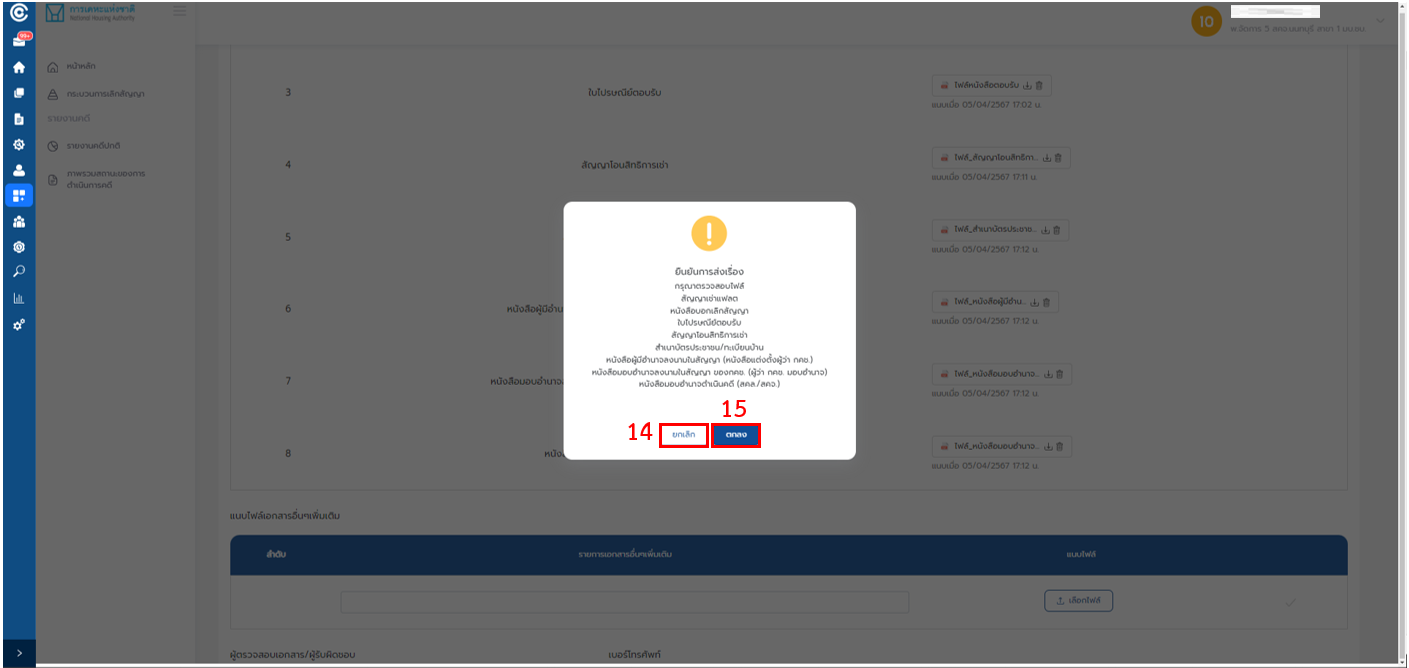 การเคหะแห่งชาติ
National Housing Authority
99+
10
พ.จัดการ 5 สคอ.นนทบุรี สาขา 1 มบ.ชบ.
หน้าหลัก
กระบวนการเลิกสัญญา
รายงานคดี
รายงานคดีปกติ
ภาพรวมสถานะของการ
ดำเนินการคดี
3 ใบไปรษณีย์ตอบรับ ไฟล์หนังสือตอบรับ
แนบเมื่อ 05/04/2567 17:02 น.
4 สัญญาโอนสิทธิการเช่า ไฟล์_สัญญาโอนสิทธิกา..
แนบเมื่อ 05/04/2567 17:11 น.
5 ไฟล์_สำเนาบัตรประชาช..
แนบเมื่อ 05/04/2567 17:12 น.
6 หนังสือผู้มีอำน ไฟล์_หนังสือผู้มีอำน..
แนบเมื่อ 05/04/2567 17:12 น.
7 หนังสือมอบอำนาจ ไฟล์_หนังสือมอบอำนาจ..
แนบเมื่อ 05/04/2567 17:12 น.
8 หนังส ไฟล์_หนังสือมอบอำนาจ..
แนบเมื่อ 05/04/2567 17:12 น.
ยืนยันการส่งเรื่อง
กรุณาตรวจสอบไฟล์
สัญญาเช่าแฟลต
หนังสือบอกเลิกสัญญา
ใบไปรษณีย์ตอบรับ
สัญญาโอนสิทธิการเช่า
สำเนาบัตรประชาชน/ทะเบียนบ้าน
หนังสือผู้มีอำนาจลงนามในสัญญา (หนังสือแต่งตั้งผู้ว่า กคช.)
หนังสือมอบอำนาจลงนามในสัญญา ของกคช. (ผู้ว่า กคช. มอบอำนาจ)
หนังสือมอบอำนาจดำเนินคดี (สคล./สคจ.)
15
14 ยกเลิก ตกลง
แนบไฟล์เอกสารอื่นๆเพิ่มเติม
ลำดับ รายการเอกสารอื่นๆเพิ่มเติม แนบไฟล์
เลือกไฟล์
ผู้ตรวจสอบเอกสาร/ผู้รับผิดชอบ เบอร์โทรศัพท์